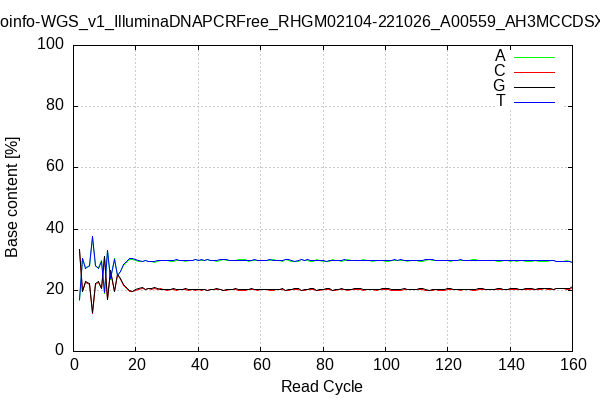 oinfo-WGS_v1_IlluminaDNAPCRFree_RHGM02104-221026_A00559_AH3MCCDSX
100
80
60
40
20
0
Base content [%]
A
C
G
T
0 20 40 60 80 100 120 140 160
Read Cycle